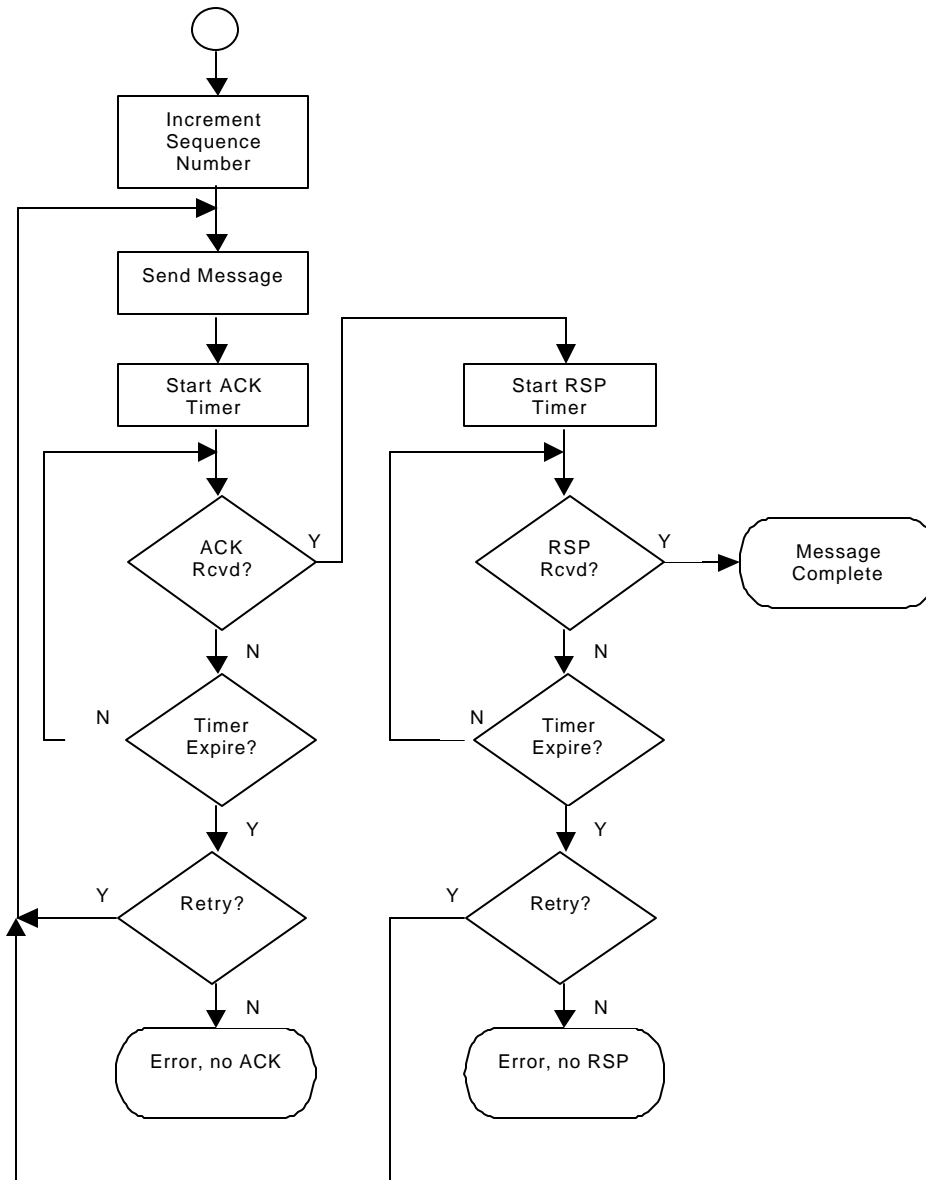 Increment
Sequence
Number
Send Message
Start ACK
Timer
Start RSP
Timer
ACK
Rcvd?
Y
RSP
Rcvd?
Y
Message
Complete
N
N
N
Timer
Expire?
N
Timer
Expire?
Y
Y
Y
Retry?
Y
Retry?
N
N
Error, no ACK
Error, no RSP